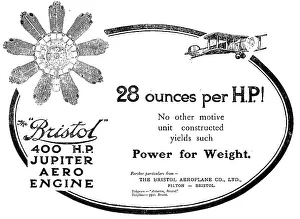 The "Bristol"
400 H.P.
JUPITER
AERO
ENGINE
28 ounces per H.P!
No other motive
unit constructed
yields such
Power for Weight.
Further particulars from —
THE BRISTOL AEROPLANE CO., LTD.,
FILTON — BRISTOL.